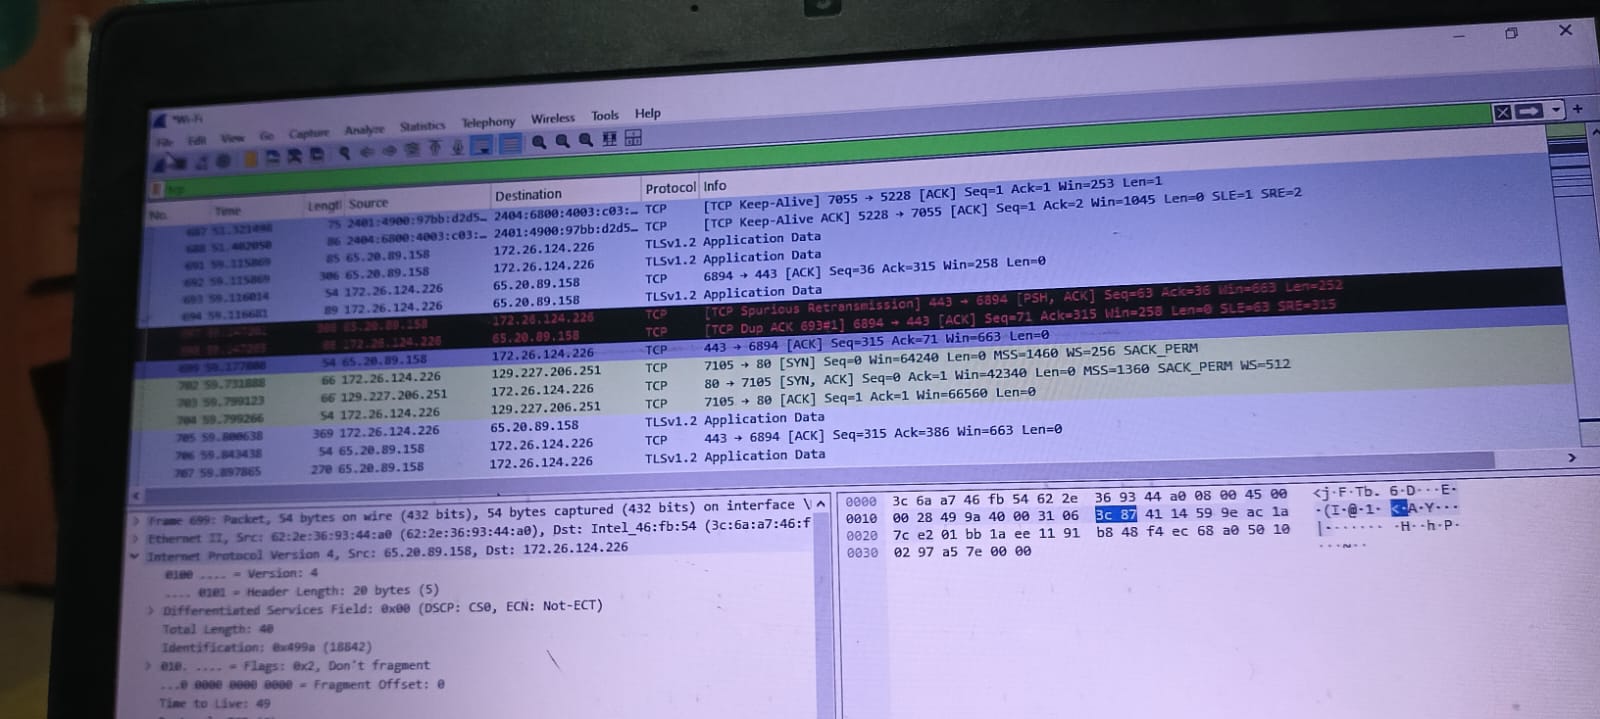 *Wi-Fi
File Edit View Go Capture Analyze Statistics Telephony Wireless Tools Help
tcp
No. Time Lengtl Source Destination Protocol Info
687 51.321498 75 2401:4900:97bb:d2d5… 2404:6800:4003:c03:… TCP [TCP Keep-Alive] 7055 → 5228 [ACK] Seq=1 Ack=1 Win=253 Len=1
688 51.402050 86 2404:6800:4003:c03:… 2401:4900:97bb:d2d5… TCP [TCP Keep-Alive ACK] 5228 → 7055 [ACK] Seq=1 Ack=2 Win=1045 Len=0 SLE=1 SRE=2
691 59.115869 85 65.20.89.158 172.26.124.226 TLSv1.2 Application Data
692 59.115869 306 65.20.89.158 172.26.124.226 TLSv1.2 Application Data
693 59.116014 54 172.26.124.226 65.20.89.158 TCP 6894 → 443 [ACK] Seq=36 Ack=315 Win=258 Len=0
694 59.116681 89 172.26.124.226 65.20.89.158 TLSv1.2 Application Data
65.20.89.158 172.26.124.226 TCP [TCP Spurious Retransmission] 443 → 6894 [PSH, ACK] Seq=63 Ack=36 Win=663 Len=252
172.26.124.226 65.20.89.158 TCP [TCP Dup ACK 693#1] 6894 → 443 [ACK] Seq=71 Ack=315 Win=258 Len=0 SLE=63 SRE=315
699 54 65.20.89.158 172.26.124.226 TCP 443 → 6894 [ACK] Seq=315 Ack=71 Win=663 Len=0
702 59.731888 66 172.26.124.226 129.227.206.251 TCP 7105 → 80 [SYN] Seq=0 Win=64240 Len=0 MSS=1460 WS=256 SACK_PERM
703 59.799123 66 129.227.206.251 172.26.124.226 TCP 80 → 7105 [SYN, ACK] Seq=0 Ack=1 Win=42340 Len=0 MSS=1360 SACK_PERM WS=512
704 59.799266 54 172.26.124.226 129.227.206.251 TCP 7105 → 80 [ACK] Seq=1 Ack=1 Win=66560 Len=0
705 59.800638 369 172.26.124.226 65.20.89.158 TLSv1.2 Application Data
706 59.843438 54 65.20.89.158 172.26.124.226 TCP 443 → 6894 [ACK] Seq=315 Ack=386 Win=663 Len=0
707 59.897865 270 65.20.89.158 172.26.124.226 TLSv1.2 Application Data
Frame 699: Packet, 54 bytes on wire (432 bits), 54 bytes captured (432 bits) on interface \
Ethernet II, Src: 62:2e:36:93:44:a0 (62:2e:36:93:44:a0), Dst: Intel_46:fb:54 (3c:6a:a7:46:f
Internet Protocol Version 4, Src: 65.20.89.158, Dst: 172.26.124.226
0100 .... = Version: 4
.... 0101 = Header Length: 20 bytes (5)
Differentiated Services Field: 0x00 (DSCP: CS0, ECN: Not-ECT)
Total Length: 40
Identification: 0x499a (18842)
010. .... = Flags: 0x2, Don't fragment
...0 0000 0000 0000 = Fragment Offset: 0
Time to Live: 49
0000 3c 6a a7 46 fb 54 62 2e 36 93 44 a0 08 00 45 00 <j·F·Tb. 6·D···E·
0010 00 28 49 9a 40 00 31 06 3c 87 41 14 59 9e ac 1a ·(I·@·1· <·A·Y···
0020 7c e2 01 bb 1a ee 11 91 b8 48 f4 ec 68 a0 50 10 |······· ·H··h·P·
0030 02 97 a5 7e 00 00 ···~··